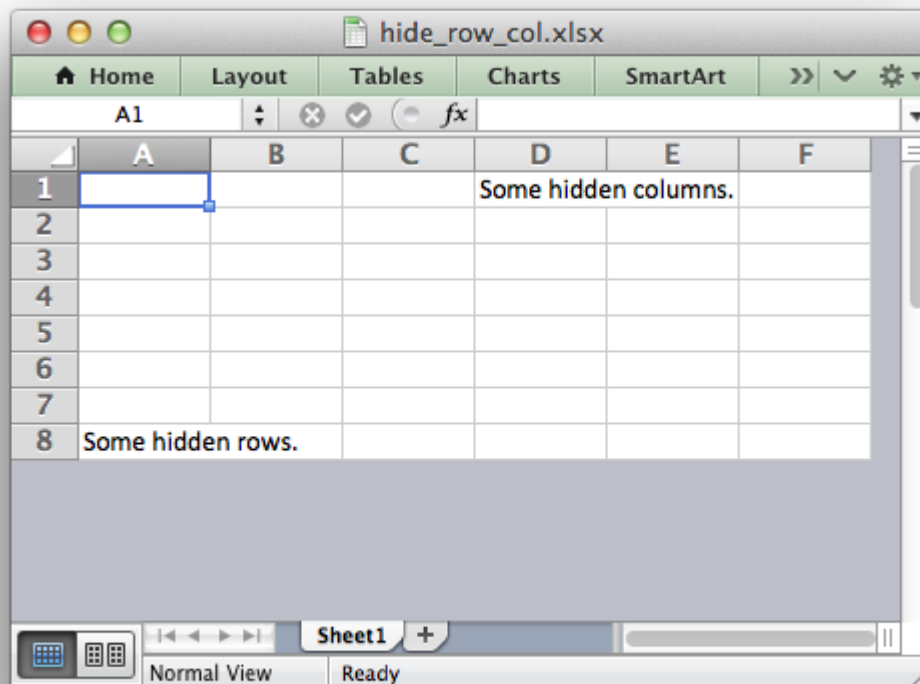 hide_row_col.xlsx
Home Layout Tables Charts SmartArt
A1 fx
A B C D E F
1 Some hidden columns.
2
3
4
5
6
7
8 Some hidden rows.
Sheet1 +
Normal View Ready